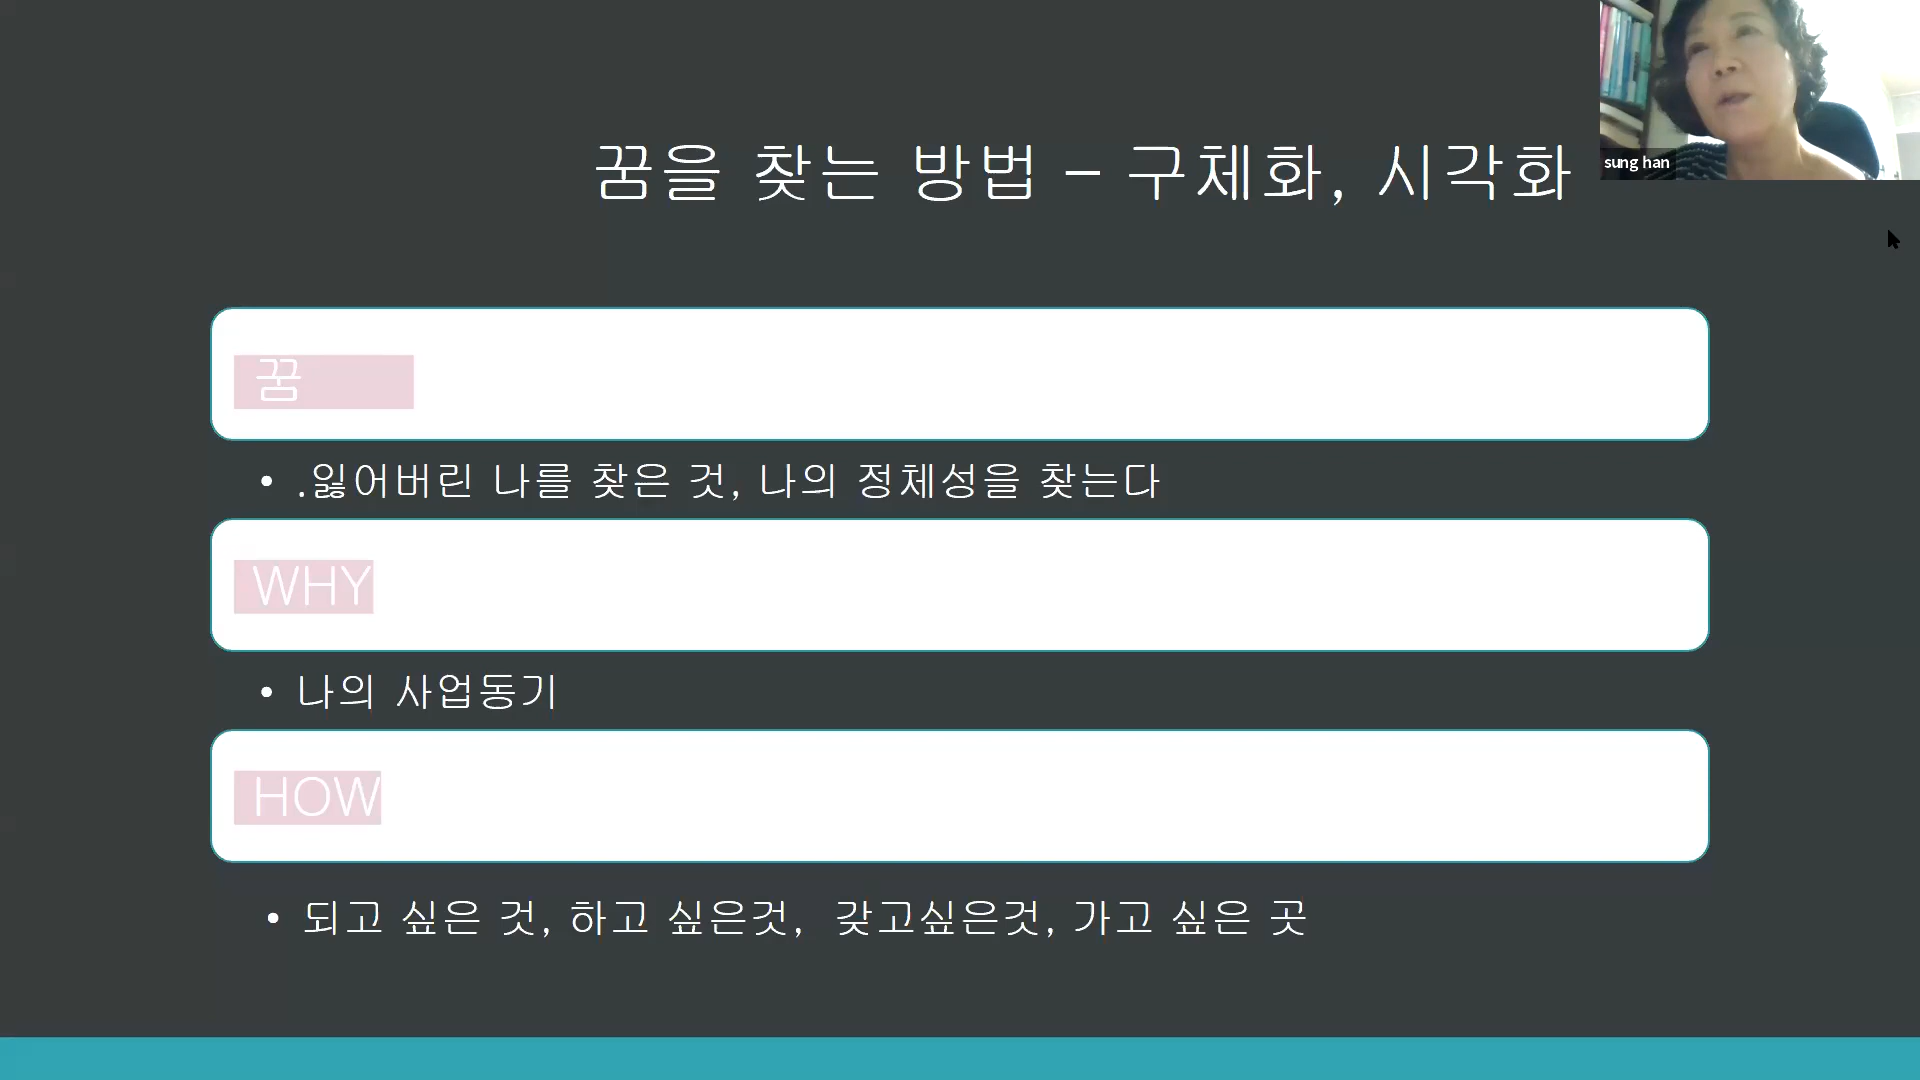 sung han
꿈을 찾는 방법 – 구체화, 시각화
꿈
• .잃어버린 나를 찾은 것, 나의 정체성을 찾는다
WHY
• 나의 사업동기
HOW
• 되고 싶은 것, 하고 싶은것, 갖고싶은것, 가고 싶은 곳